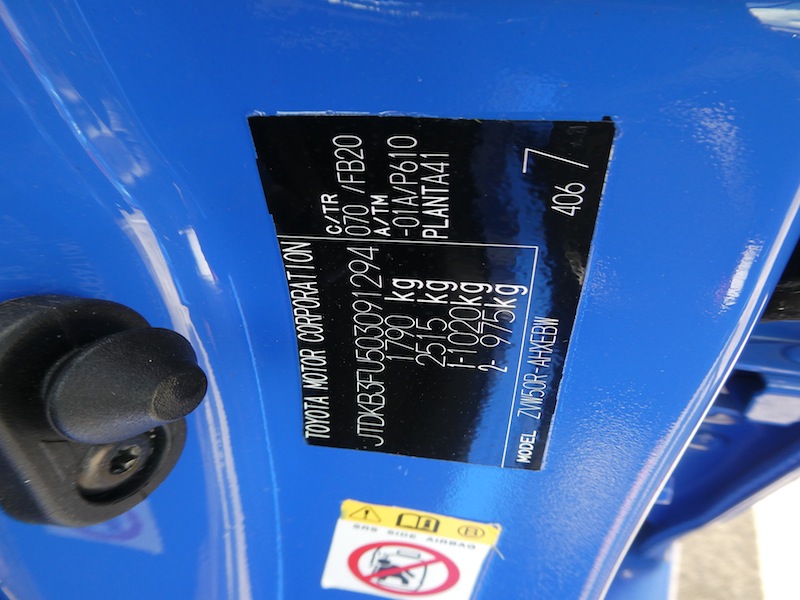 TOYOTA MOTOR CORPORATION
JTDKB3FU503091294
1790 kg
2515 kg
1-1020kg
2- 975kg
C/TR
070 /FB20
A/TM
-01A/P610
PLANTA41
MODEL ZVW50R-AHXEBW
406 7
SRS SIDE AIRBAG